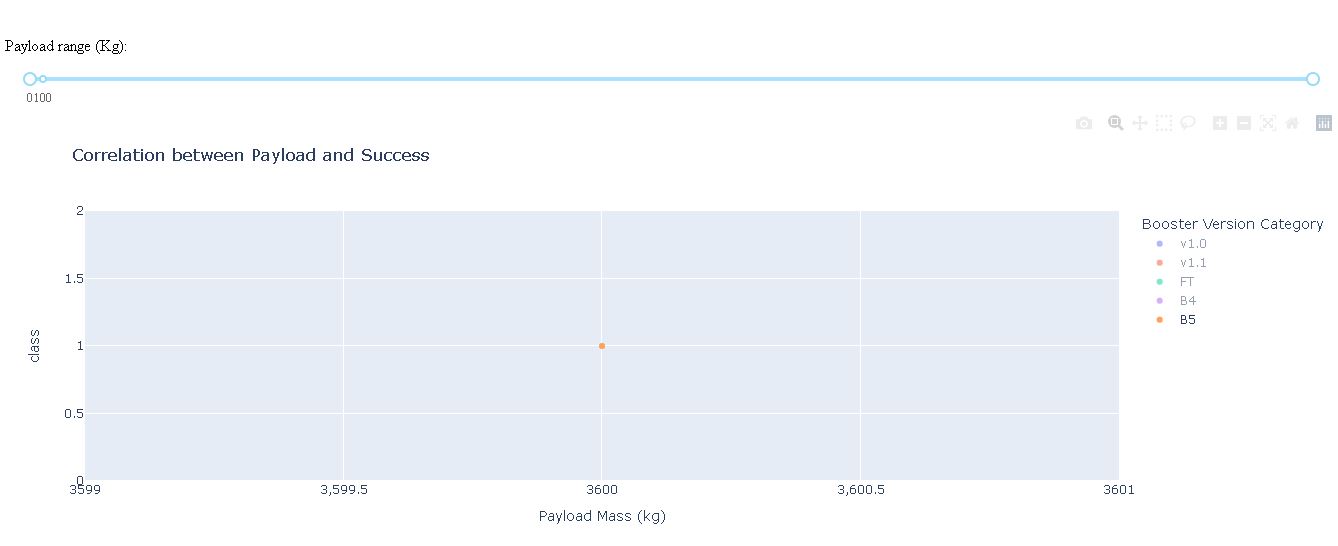 Payload range (Kg):
0100
Correlation between Payload and Success
2
1.5
1
0.5
0
class
3599
3,599.5
3600
3,600.5
3601
Payload Mass (kg)
Booster Version Category
v1.0
v1.1
FT
B4
B5